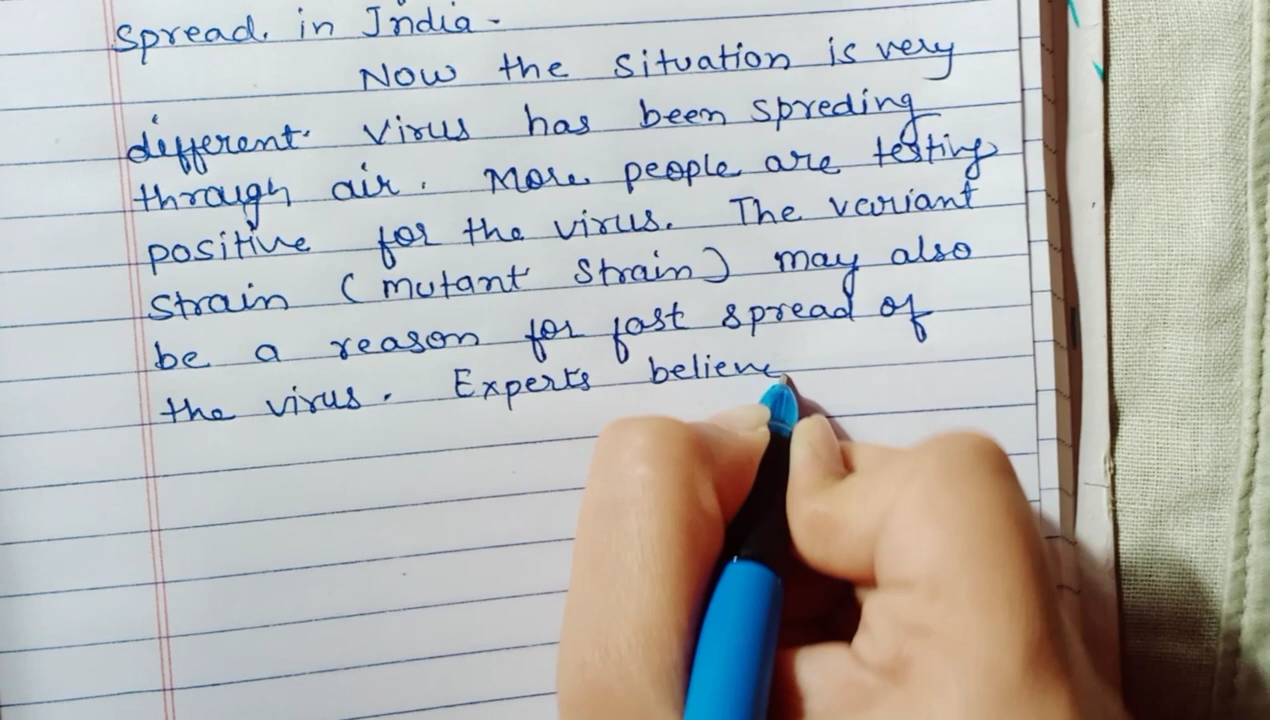 spread. in India.
Now the situation is very
different. Virus has been spreding
through air. More people are testing
positive for the virus. The variant
strain (mutant strain) may also
be a reason for fast spread of
the virus. Experts believe